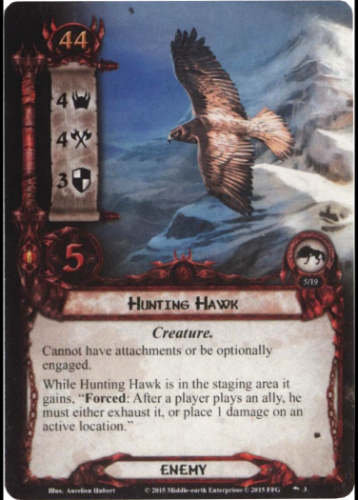 44
4
4
3
5
5/19
HUNTING HAWK
Creature.
Cannot have attachments or be optionally
engaged.
While Hunting Hawk is in the staging area it
gains, “Forced: After a player plays an ally, he
must either exhaust it, or place 1 damage on an
active location.”
Illus. Aurelien Hubert © 2015 Middle-earth Enterprises © 2015 FFG 3
ENEMY